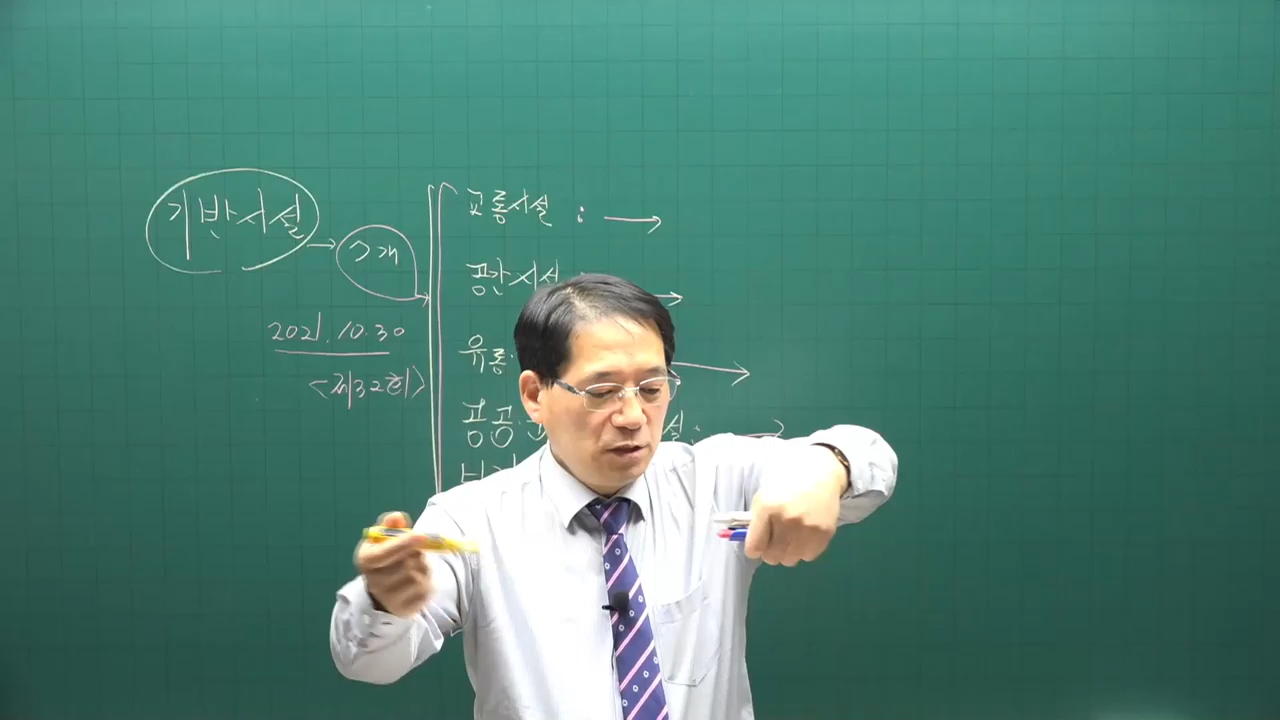 기반시설 → 7개
2021. 10. 30
<제32회>
교통시설 : →
공간시설 →
유통· →
공공· 설: →